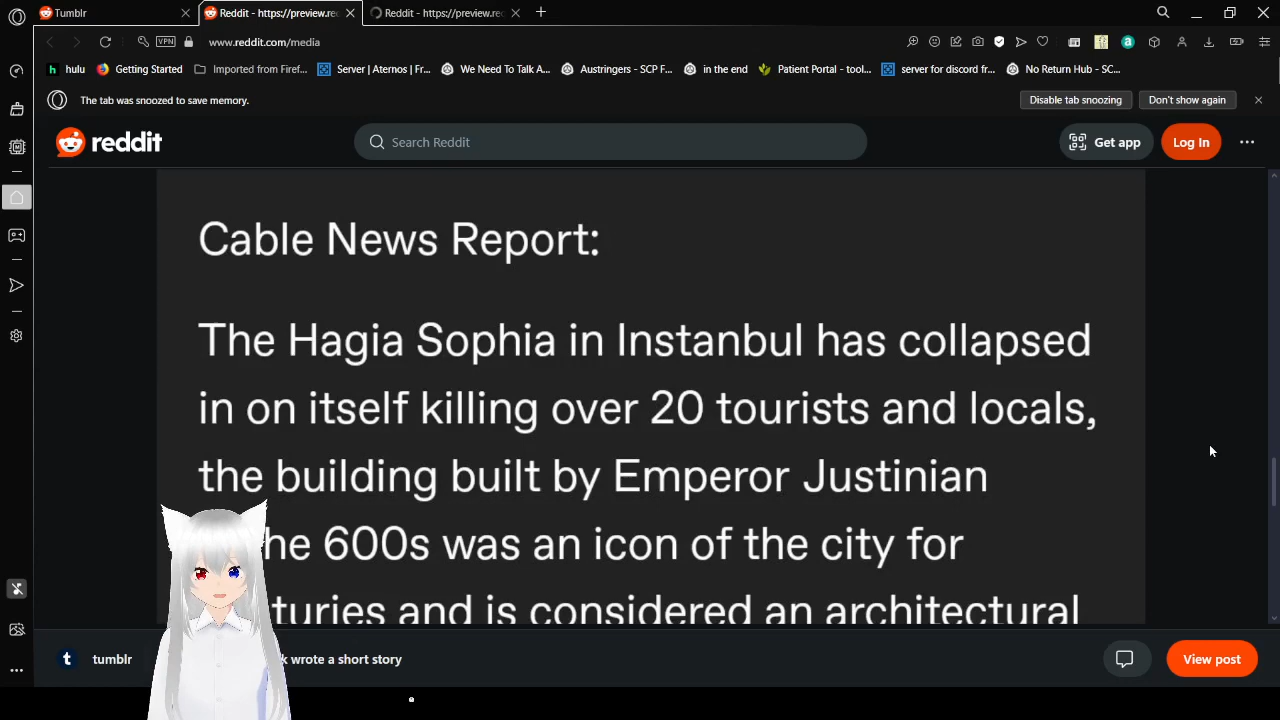 Tumblr
Reddit - https://preview.rec
Reddit - https://preview.rec
VPN
www.reddit.com/media
hulu
Getting Started
Imported from Firef...
Server | Aternos | Fr...
We Need To Talk A...
Austringers - SCP F...
in the end
Patient Portal - tool...
server for discord fr...
No Return Hub - SC...
The tab was snoozed to save memory.
Disable tab snoozing
Don't show again
reddit
Search Reddit
Get app
Log In
Cable News Report:
The Hagia Sophia in Instanbul has collapsed
in on itself killing over 20 tourists and locals,
the building built by Emperor Justinian
he 600s was an icon of the city for
turies and is considered an architectural
tumblr
k wrote a short story
View post